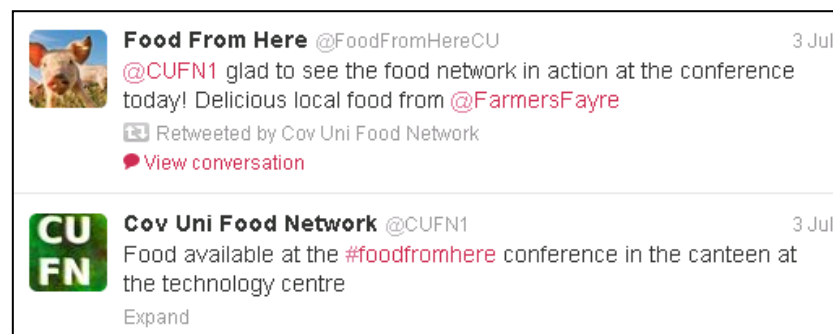 Food From Here @FoodFromHereCU 3 Jul
@CUFN1 glad to see the food network in action at the conference
today! Delicious local food from @FarmersFayre
Retweeted by Cov Uni Food Network
View conversation
CU
FN
Cov Uni Food Network @CUFN1 3 Jul
Food available at the #foodfromhere conference in the canteen at
the technology centre
Expand